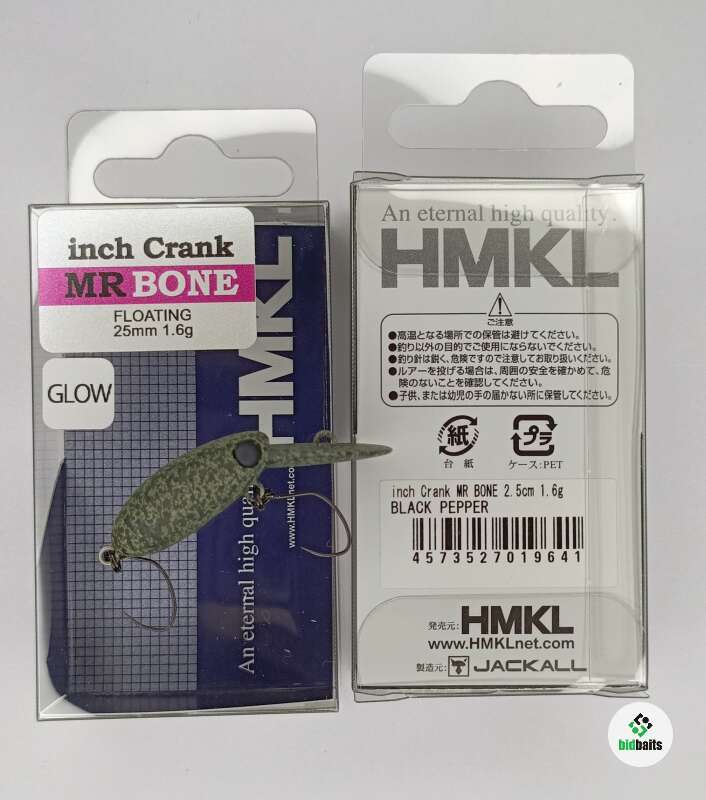 inch Crank
MR BONE
FLOATING
25mm 1.6g
GLOW
HMKL
www.HMKLnet.com
An eternal high qua
An eternal high quality.
HMKL
ご注意
●高温となる場所での保管は避けてください。
●釣り以外の目的でご使用にならないでください。
●釣り針は鋭く、危険ですので注意してお取り扱いください。
●ルアーを投げる場合は、周囲の安全を確かめて、危
険のないことを確認してください。
●子供、または幼児の手の届かない所に保管してください。
紙
台紙
プラ
ケース:PET
inch Crank MR BONE 2.5cm 1.6g
BLACK PEPPER
4573527019641
発売元: HMKL
www.HMKLnet.com
製造元: JACKALL
bidbaits